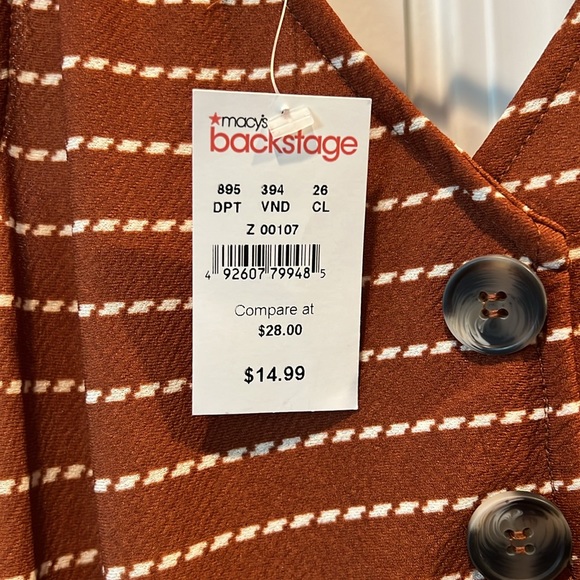 macy's
backstage
895 394 26
DPT VND CL
Z 00107
4 92607 79948 5
Compare at
$28.00
$14.99